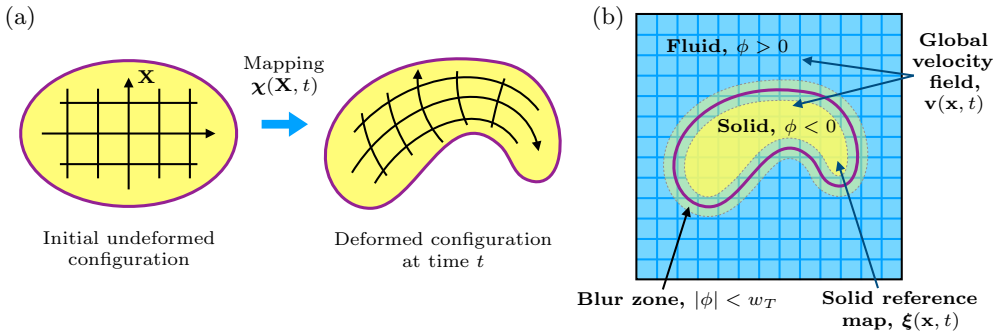 (a)
X
Mapping
χ(X, t)
Initial undeformed
configuration
Deformed configuration
at time t
(b)
Fluid, ϕ > 0
Solid, ϕ < 0
Global
velocity
field,
v(x, t)
Blur zone, |ϕ| < w_T
Solid reference
map, ξ(x, t)